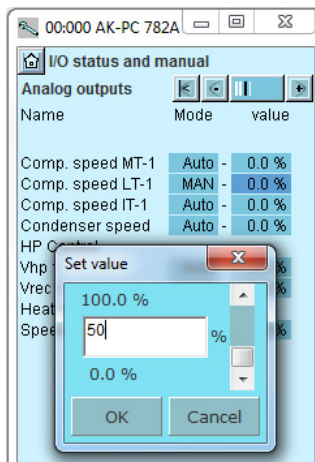 00:000 AK-PC 782A
I/O status and manual
Analog outputs
Name Mode value
Comp. speed MT-1 Auto - 0.0 %
Comp. speed LT-1 MAN - 0.0 %
Comp. speed IT-1 Auto - 0.0 %
Condenser speed Auto - 0.0 %
HP Control
Vhp %
Vrec %
Heat
Spee %
Set value
100.0 %
50 %
0.0 %
OK Cancel